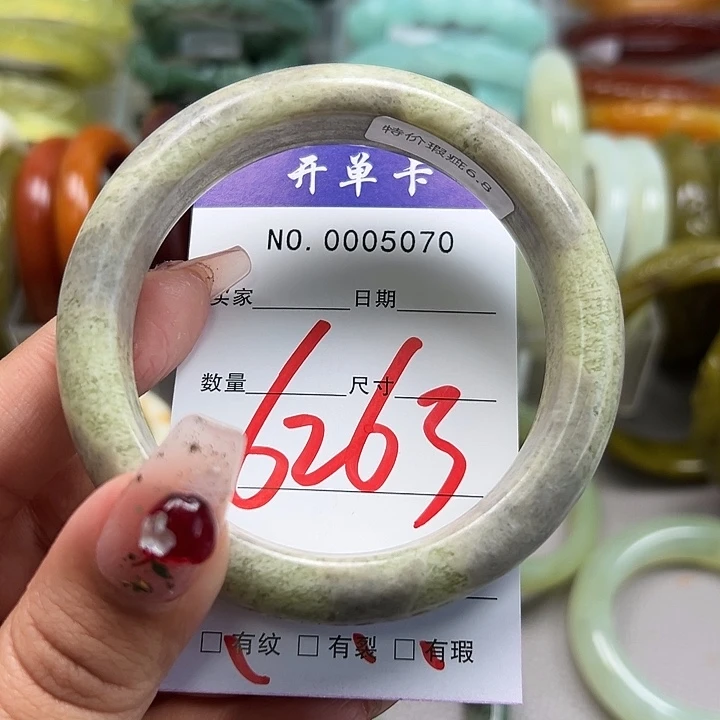 特价瑕疵6.8
开单卡
NO. 0005070
买家 日期
数量 尺寸
6263
□ 有纹 □ 有裂 □ 有瑕